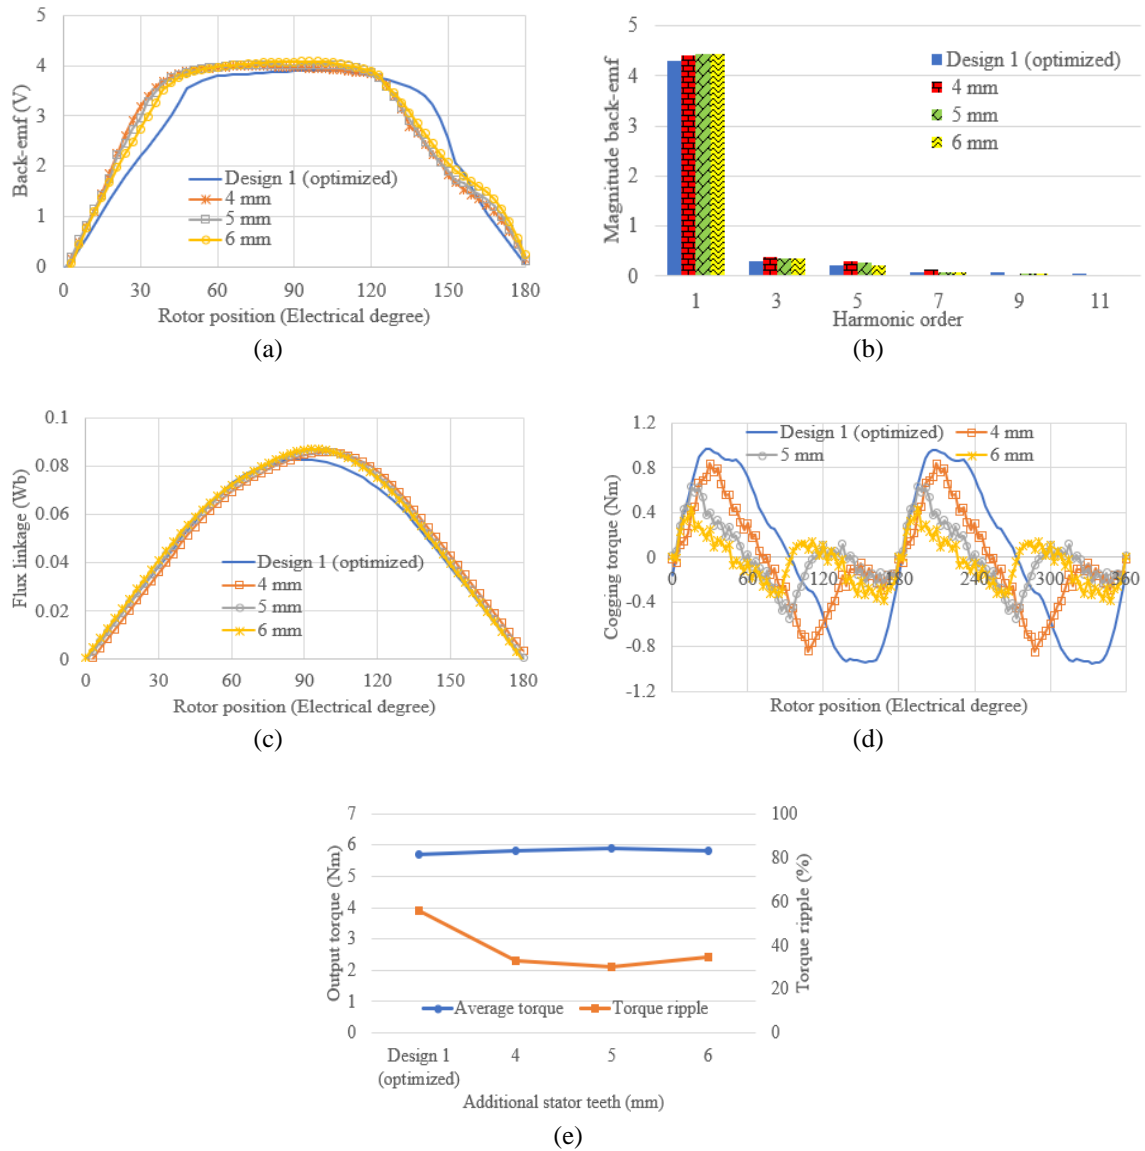 5
4
3
2
1
0
Back-emf (V)
Design 1 (optimized)
4 mm
5 mm
6 mm
0 30 60 90 120 150 180
Rotor position (Electrical degree)
(a)
5
4
3
2
1
0
Magnitude back-emf
Design 1 (optimized)
4 mm
5 mm
6 mm
1 3 5 7 9 11
Harmonic order
(b)
0.1
0.08
0.06
0.04
0.02
0
Flux linkage (Wb)
Design 1 (optimized)
4 mm
5 mm
6 mm
0 30 60 90 120 150 180
Rotor position (Electrical degree)
(c)
1.2
0.8
0.4
0
-0.4
-0.8
-1.2
Cogging torque (Nm)
Design 1 (optimized) 4 mm
5 mm 6 mm
0 60 120 180 240 300 360
Rotor position (Electrical degree)
(d)
7
6
5
4
3
2
1
0
Output torque (Nm)
100
80
60
40
20
0
Torque ripple (%)
Average torque Torque ripple
Design 1 4 5 6
(optimized)
Additional stator teeth (mm)
(e)